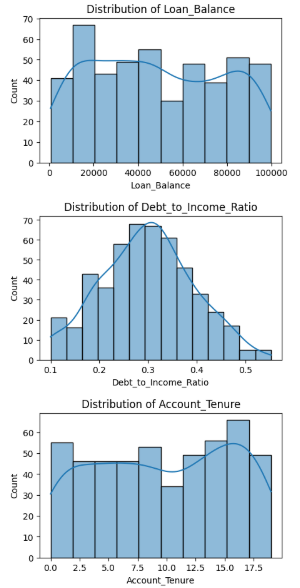 Distribution of Loan_Balance
70
60
50
40
30
20
10
0
Count
0 20000 40000 60000 80000 100000
Loan_Balance
Distribution of Debt_to_Income_Ratio
70
60
50
40
30
20
10
0
Count
0.1 0.2 0.3 0.4 0.5
Debt_to_Income_Ratio
Distribution of Account_Tenure
60
50
40
30
20
10
0
Count
0.0 2.5 5.0 7.5 10.0 12.5 15.0 17.5
Account_Tenure